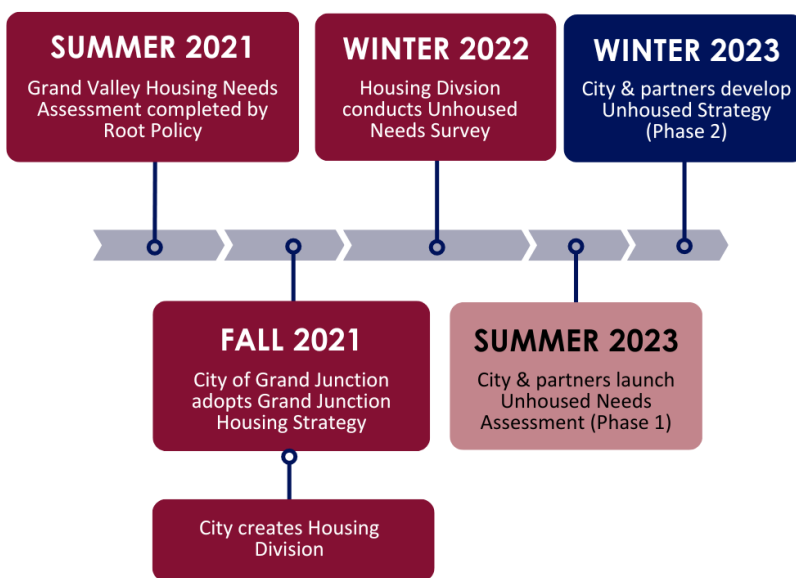 SUMMER 2021
Grand Valley Housing Needs
Assessment completed by
Root Policy
WINTER 2022
Housing Divsion
conducts Unhoused
Needs Survey
WINTER 2023
City & partners develop
Unhoused Strategy
(Phase 2)
FALL 2021
City of Grand Junction
adopts Grand Junction
Housing Strategy
SUMMER 2023
City & partners launch
Unhoused Needs
Assessment (Phase 1)
City creates Housing
Division